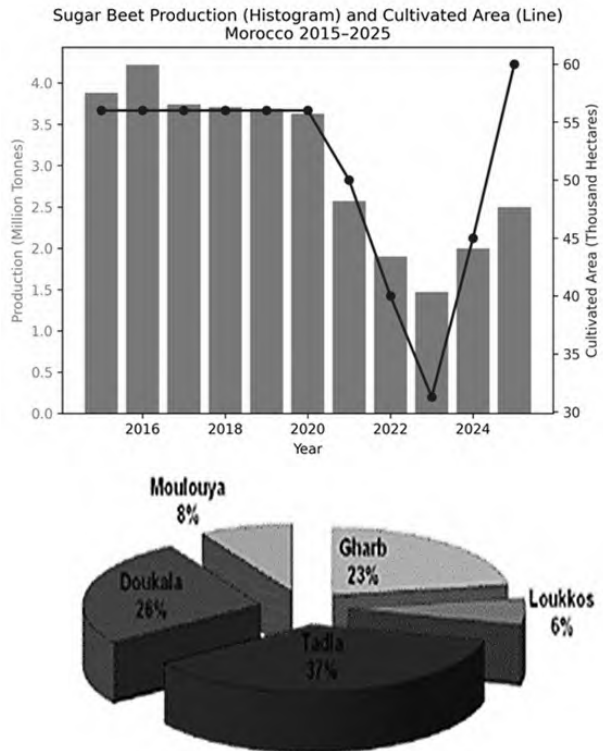 Sugar Beet Production (Histogram) and Cultivated Area (Line)
Morocco 2015–2025
Production (Million Tonnes)
4.0
3.5
3.0
2.5
2.0
1.5
1.0
0.5
0.0
Cultivated Area (Thousand Hectares)
60
55
50
45
40
35
30
2016
2018
2020
2022
2024
Year
Moulouya
8%
Gharb
23%
Doukala
26%
Loukkos
6%
Tadla
37%